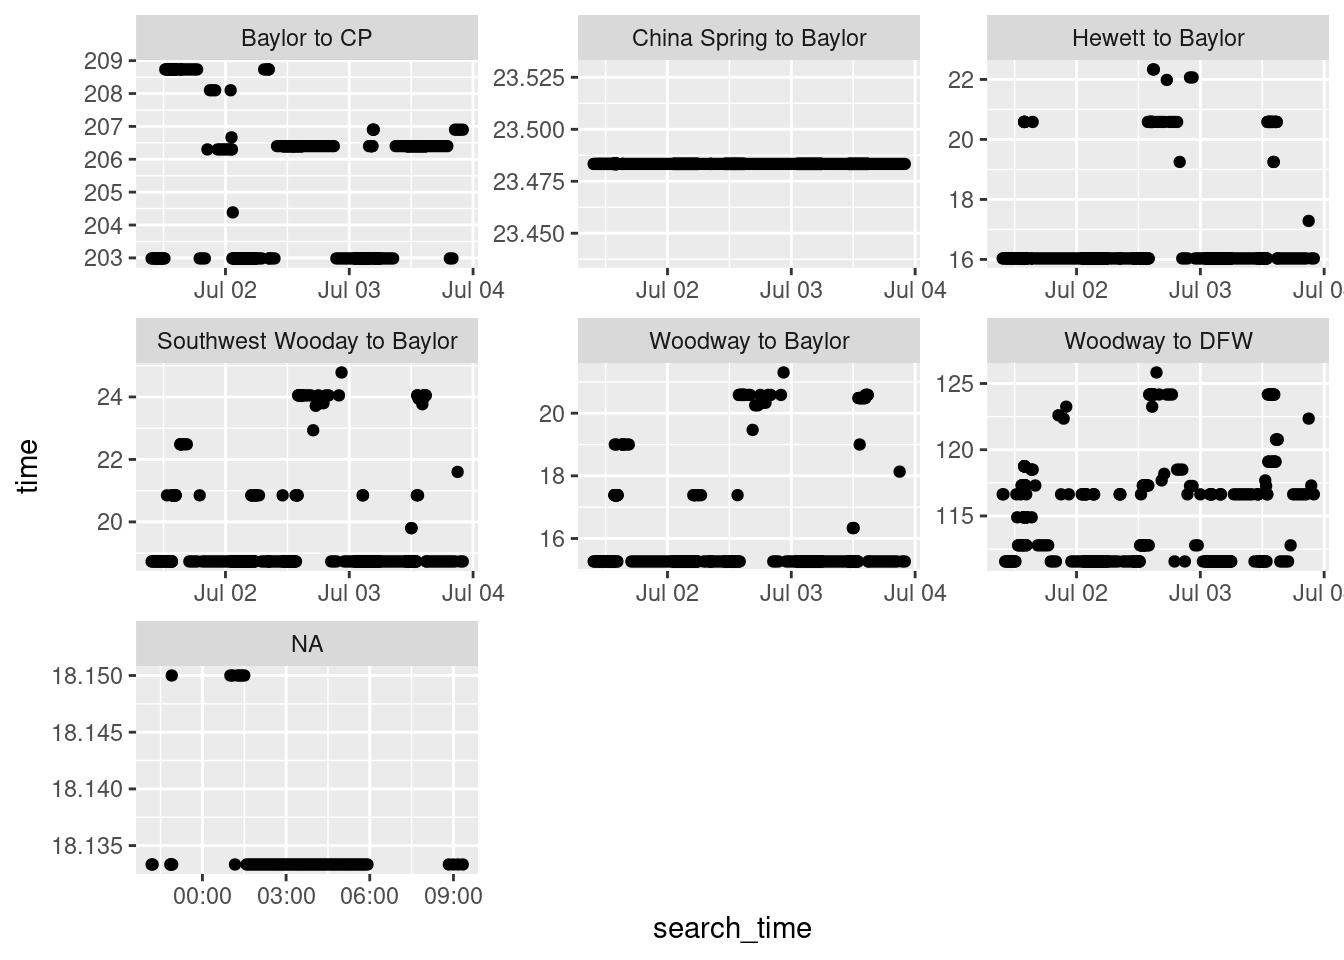 Baylor to CP
China Spring to Baylor
Hewett to Baylor
209
208
207
206
205
204
203
23.525
23.500
23.475
23.450
22
20
18
16
Jul 02 Jul 03 Jul 04
Jul 02 Jul 03 Jul 04
Jul 02 Jul 03 Jul 0
Southwest Wooday to Baylor
Woodway to Baylor
Woodway to DFW
24
22
20
20
18
16
125
120
115
Jul 02 Jul 03 Jul 04
Jul 02 Jul 03 Jul 04
Jul 02 Jul 03 Jul 0
time
NA
18.150
18.145
18.140
18.135
00:00 03:00 06:00 09:00
search_time